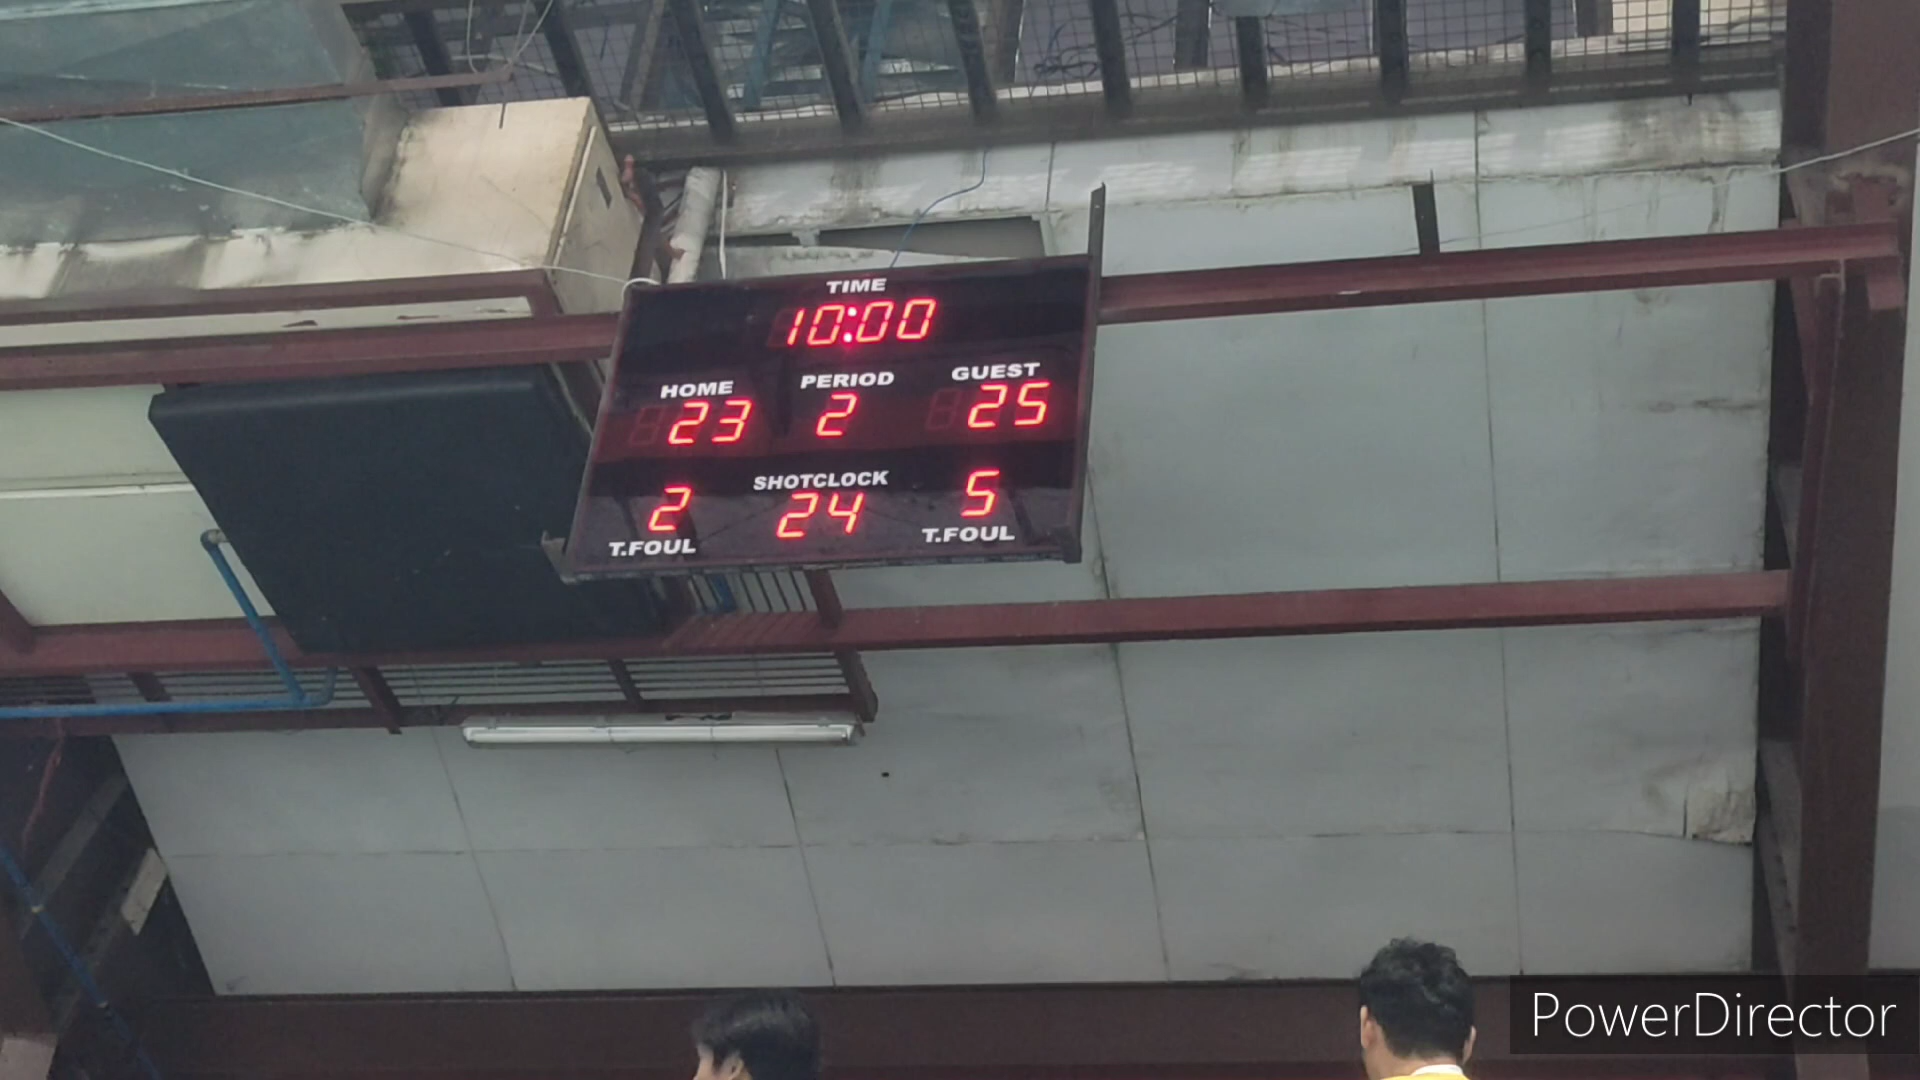 TIME
10:00
HOME PERIOD GUEST
23 2 25
SHOTCLOCK
2 24 5
T.FOUL T.FOUL
PowerDirector